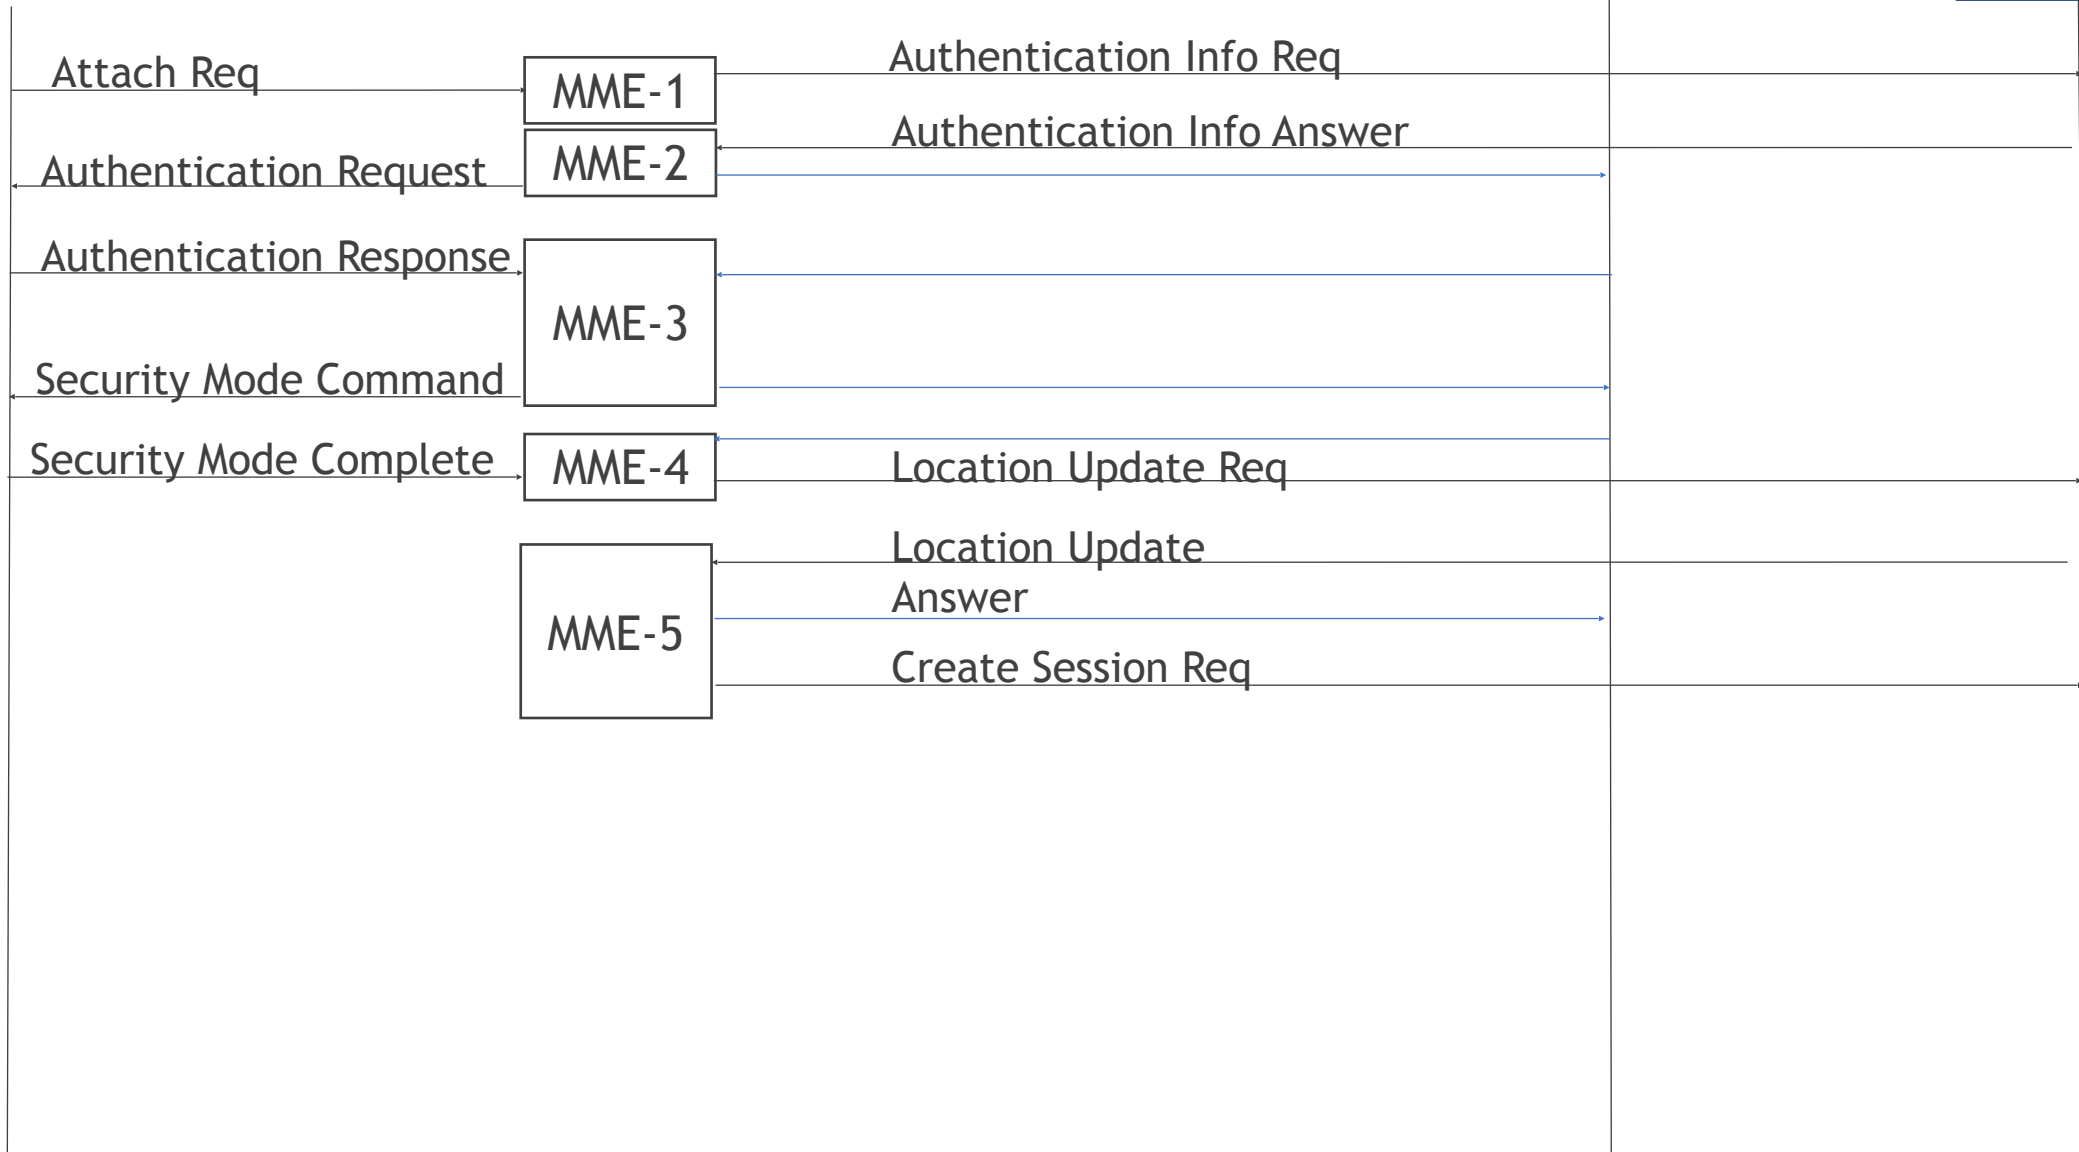 Attach Req
Authentication Info Req
MME-1
Authentication Info Answer
MME-2
Authentication Request
Authentication Response
MME-3
Security Mode Command
Security Mode Complete
MME-4
Location Update Req
Location Update
Answer
MME-5
Create Session Req